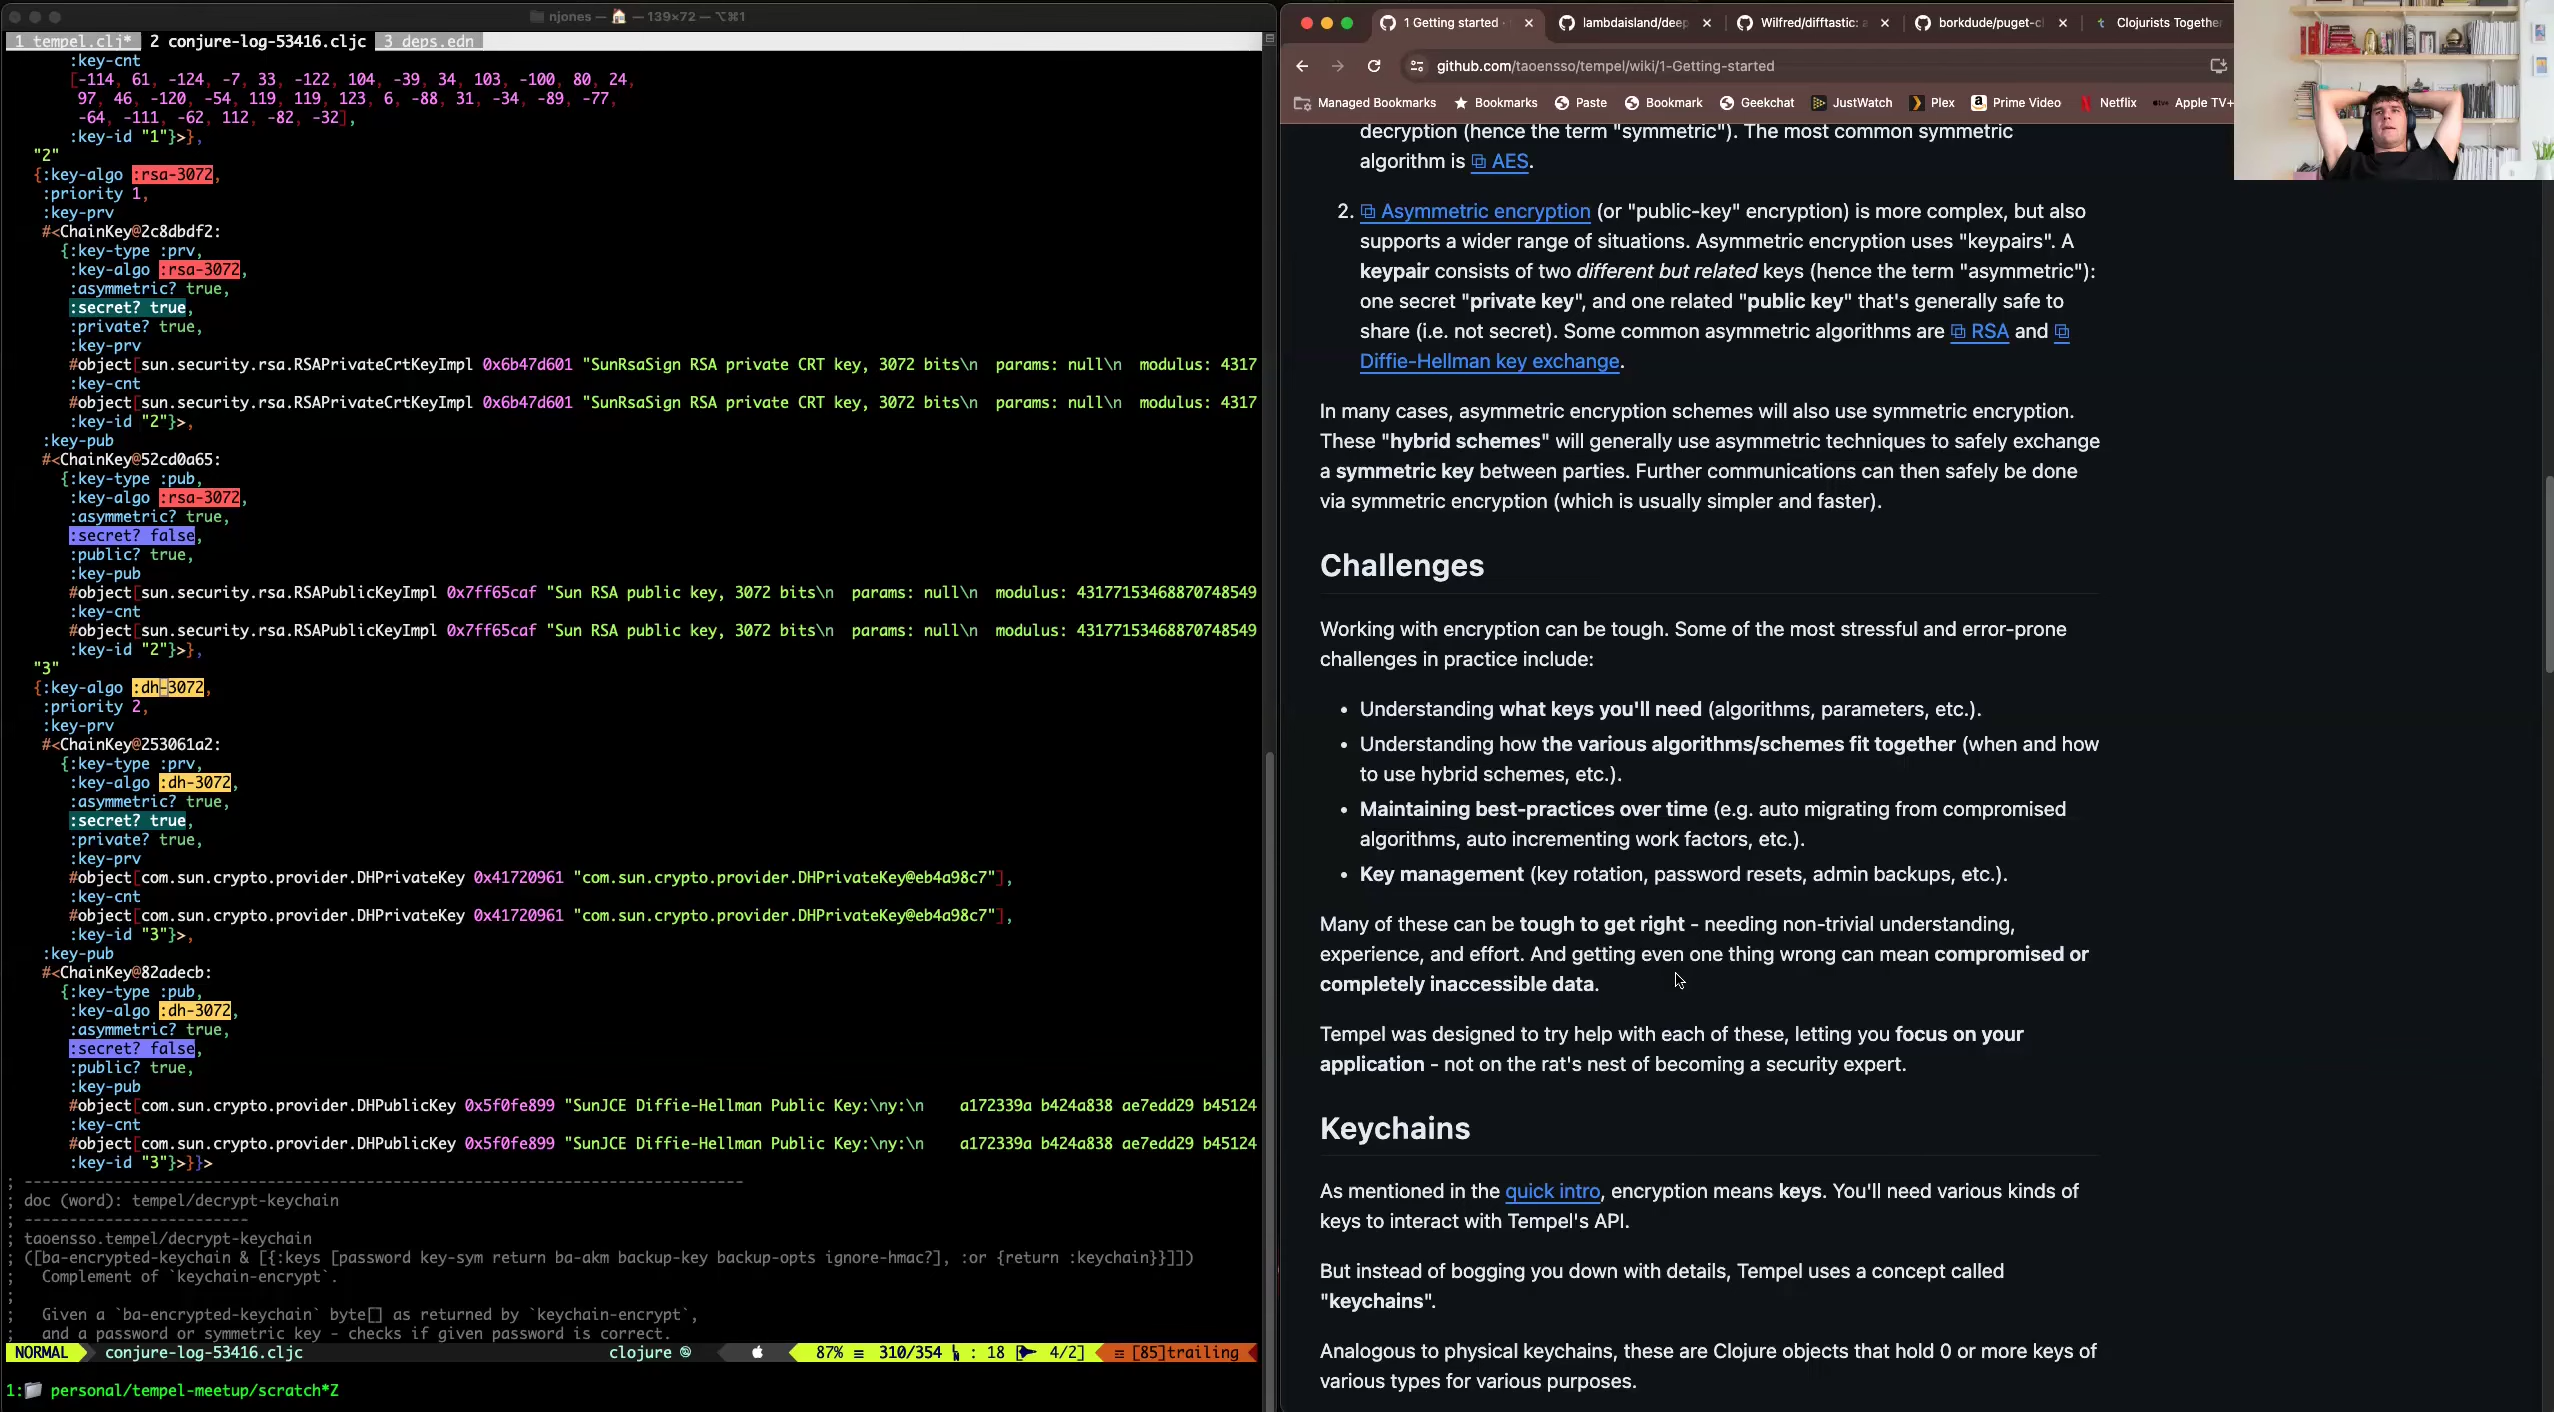 njones — 🏠 — 139×72 — ⌥⌘1
1 tempel.clj* 2 conjure-log-53416.cljc 3 deps.edn
:key-cnt
[-114, 61, -124, -7, 33, -122, 104, -39, 34, 103, -100, 80, 24,
97, 46, -120, -54, 119, 119, 123, 6, -88, 31, -34, -89, -77,
-64, -111, -62, 112, -82, -32],
:key-id "1"}>},
"2"
{:key-algo :rsa-3072,
:priority 1,
:key-prv
#<ChainKey@2c8dbdf2:
{:key-type :prv,
:key-algo :rsa-3072,
:asymmetric? true,
:secret? true,
:private? true,
:key-prv
#object[sun.security.rsa.RSAPrivateCrtKeyImpl 0x6b47d601 "SunRsaSign RSA private CRT key, 3072 bits\n  params: null\n  modulus: 4317
:key-cnt
#object[sun.security.rsa.RSAPrivateCrtKeyImpl 0x6b47d601 "SunRsaSign RSA private CRT key, 3072 bits\n  params: null\n  modulus: 4317
:key-id "2"}>,
:key-pub
#<ChainKey@52cd0a65:
{:key-type :pub,
:key-algo :rsa-3072,
:asymmetric? true,
:secret? false,
:public? true,
:key-pub
#object[sun.security.rsa.RSAPublicKeyImpl 0x7ff65caf "Sun RSA public key, 3072 bits\n  params: null\n  modulus: 43177153468870748549
:key-cnt
#object[sun.security.rsa.RSAPublicKeyImpl 0x7ff65caf "Sun RSA public key, 3072 bits\n  params: null\n  modulus: 43177153468870748549
:key-id "2"}>},
"3"
{:key-algo :dh-3072,
:priority 2,
:key-prv
#<ChainKey@253061a2:
{:key-type :prv,
:key-algo :dh-3072,
:asymmetric? true,
:secret? true,
:private? true,
:key-prv
#object[com.sun.crypto.provider.DHPrivateKey 0x41720961 "com.sun.crypto.provider.DHPrivateKey@eb4a98c7"],
:key-cnt
#object[com.sun.crypto.provider.DHPrivateKey 0x41720961 "com.sun.crypto.provider.DHPrivateKey@eb4a98c7"],
:key-id "3"}>,
:key-pub
#<ChainKey@82adecb:
{:key-type :pub,
:key-algo :dh-3072,
:asymmetric? true,
:secret? false,
:public? true,
:key-pub
#object[com.sun.crypto.provider.DHPublicKey 0x5f0fe899 "SunJCE Diffie-Hellman Public Key:\ny:\n    a172339a b424a838 ae7edd29 b45124
:key-cnt
#object[com.sun.crypto.provider.DHPublicKey 0x5f0fe899 "SunJCE Diffie-Hellman Public Key:\ny:\n    a172339a b424a838 ae7edd29 b45124
:key-id "3"}>}}>
; --------------------------------------------------------------------------------
; doc (word): tempel/decrypt-keychain
; -------------------------
; taoensso.tempel/decrypt-keychain
; ([ba-encrypted-keychain & [{:keys [password key-sym return ba-akm backup-key backup-opts ignore-hmac?], :or {return :keychain}}]])
;   Complement of `keychain-encrypt`.
;
;   Given a `ba-encrypted-keychain` byte[] as returned by `keychain-encrypt`,
;   and a password or symmetric key - checks if given password is correct.
NORMAL conjure-log-53416.cljc clojure 87% ≡ 310/354 : 18 4/2] ≡ [85]trailing
1: personal/tempel-meetup/scratch*Z
1 Getting started · × lambdaisland/deep × Wilfred/difftastic: a × borkdude/puget-cl × Clojurists Together
github.com/taoensso/tempel/wiki/1-Getting-started
Managed Bookmarks Bookmarks Paste Bookmark Geekchat JustWatch Plex Prime Video Netflix Apple TV+
decryption (hence the term "symmetric"). The most common symmetric
algorithm is AES.
2. Asymmetric encryption (or "public-key" encryption) is more complex, but also
supports a wider range of situations. Asymmetric encryption uses "keypairs". A
keypair consists of two different but related keys (hence the term "asymmetric"):
one secret "private key", and one related "public key" that's generally safe to
share (i.e. not secret). Some common asymmetric algorithms are RSA and
Diffie-Hellman key exchange.
In many cases, asymmetric encryption schemes will also use symmetric encryption.
These "hybrid schemes" will generally use asymmetric techniques to safely exchange
a symmetric key between parties. Further communications can then safely be done
via symmetric encryption (which is usually simpler and faster).
Challenges
Working with encryption can be tough. Some of the most stressful and error-prone
challenges in practice include:
• Understanding what keys you'll need (algorithms, parameters, etc.).
• Understanding how the various algorithms/schemes fit together (when and how
to use hybrid schemes, etc.).
• Maintaining best-practices over time (e.g. auto migrating from compromised
algorithms, auto incrementing work factors, etc.).
• Key management (key rotation, password resets, admin backups, etc.).
Many of these can be tough to get right - needing non-trivial understanding,
experience, and effort. And getting even one thing wrong can mean compromised or
completely inaccessible data.
Tempel was designed to try help with each of these, letting you focus on your
application - not on the rat's nest of becoming a security expert.
Keychains
As mentioned in the quick intro, encryption means keys. You'll need various kinds of
keys to interact with Tempel's API.
But instead of bogging you down with details, Tempel uses a concept called
"keychains".
Analogous to physical keychains, these are Clojure objects that hold 0 or more keys of
various types for various purposes.